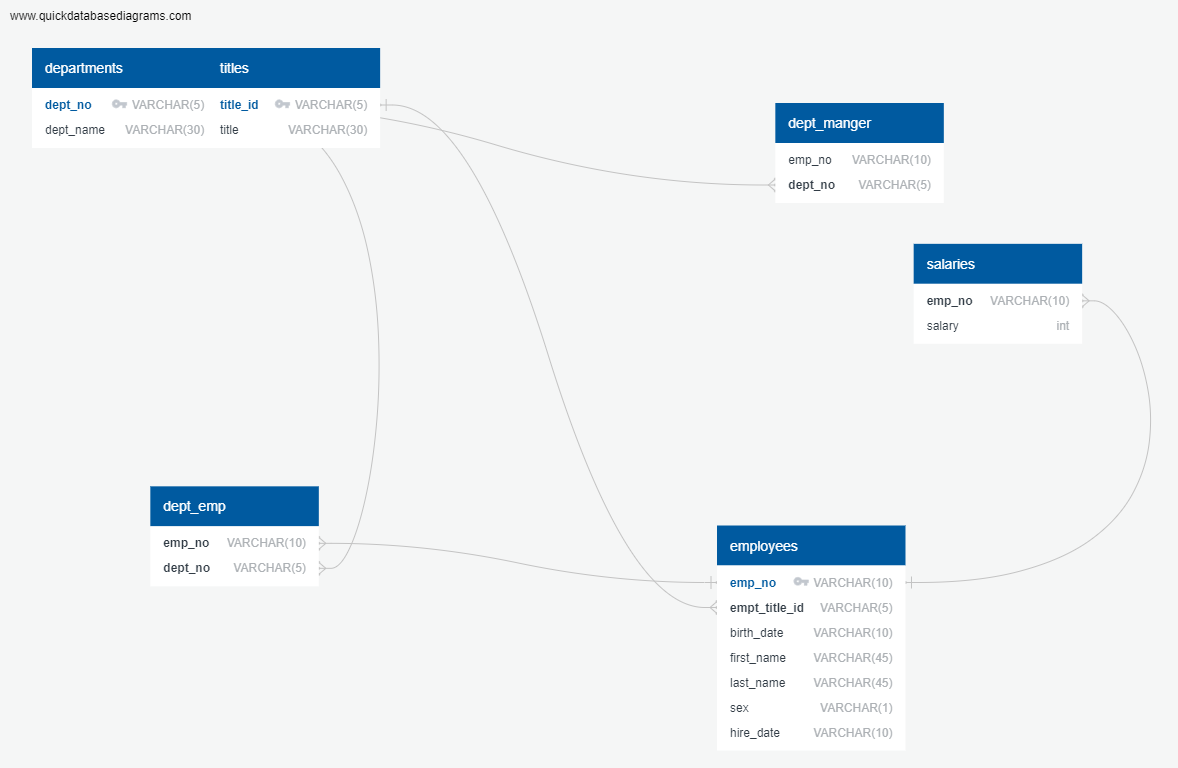 www.quickdatabasediagrams.com
departments
dept_no VARCHAR(5)
dept_name VARCHAR(30)
titles
title_id VARCHAR(5)
title VARCHAR(30)
dept_manger
emp_no VARCHAR(10)
dept_no VARCHAR(5)
salaries
emp_no VARCHAR(10)
salary int
dept_emp
emp_no VARCHAR(10)
dept_no VARCHAR(5)
employees
emp_no VARCHAR(10)
empt_title_id VARCHAR(5)
birth_date VARCHAR(10)
first_name VARCHAR(45)
last_name VARCHAR(45)
sex VARCHAR(1)
hire_date VARCHAR(10)